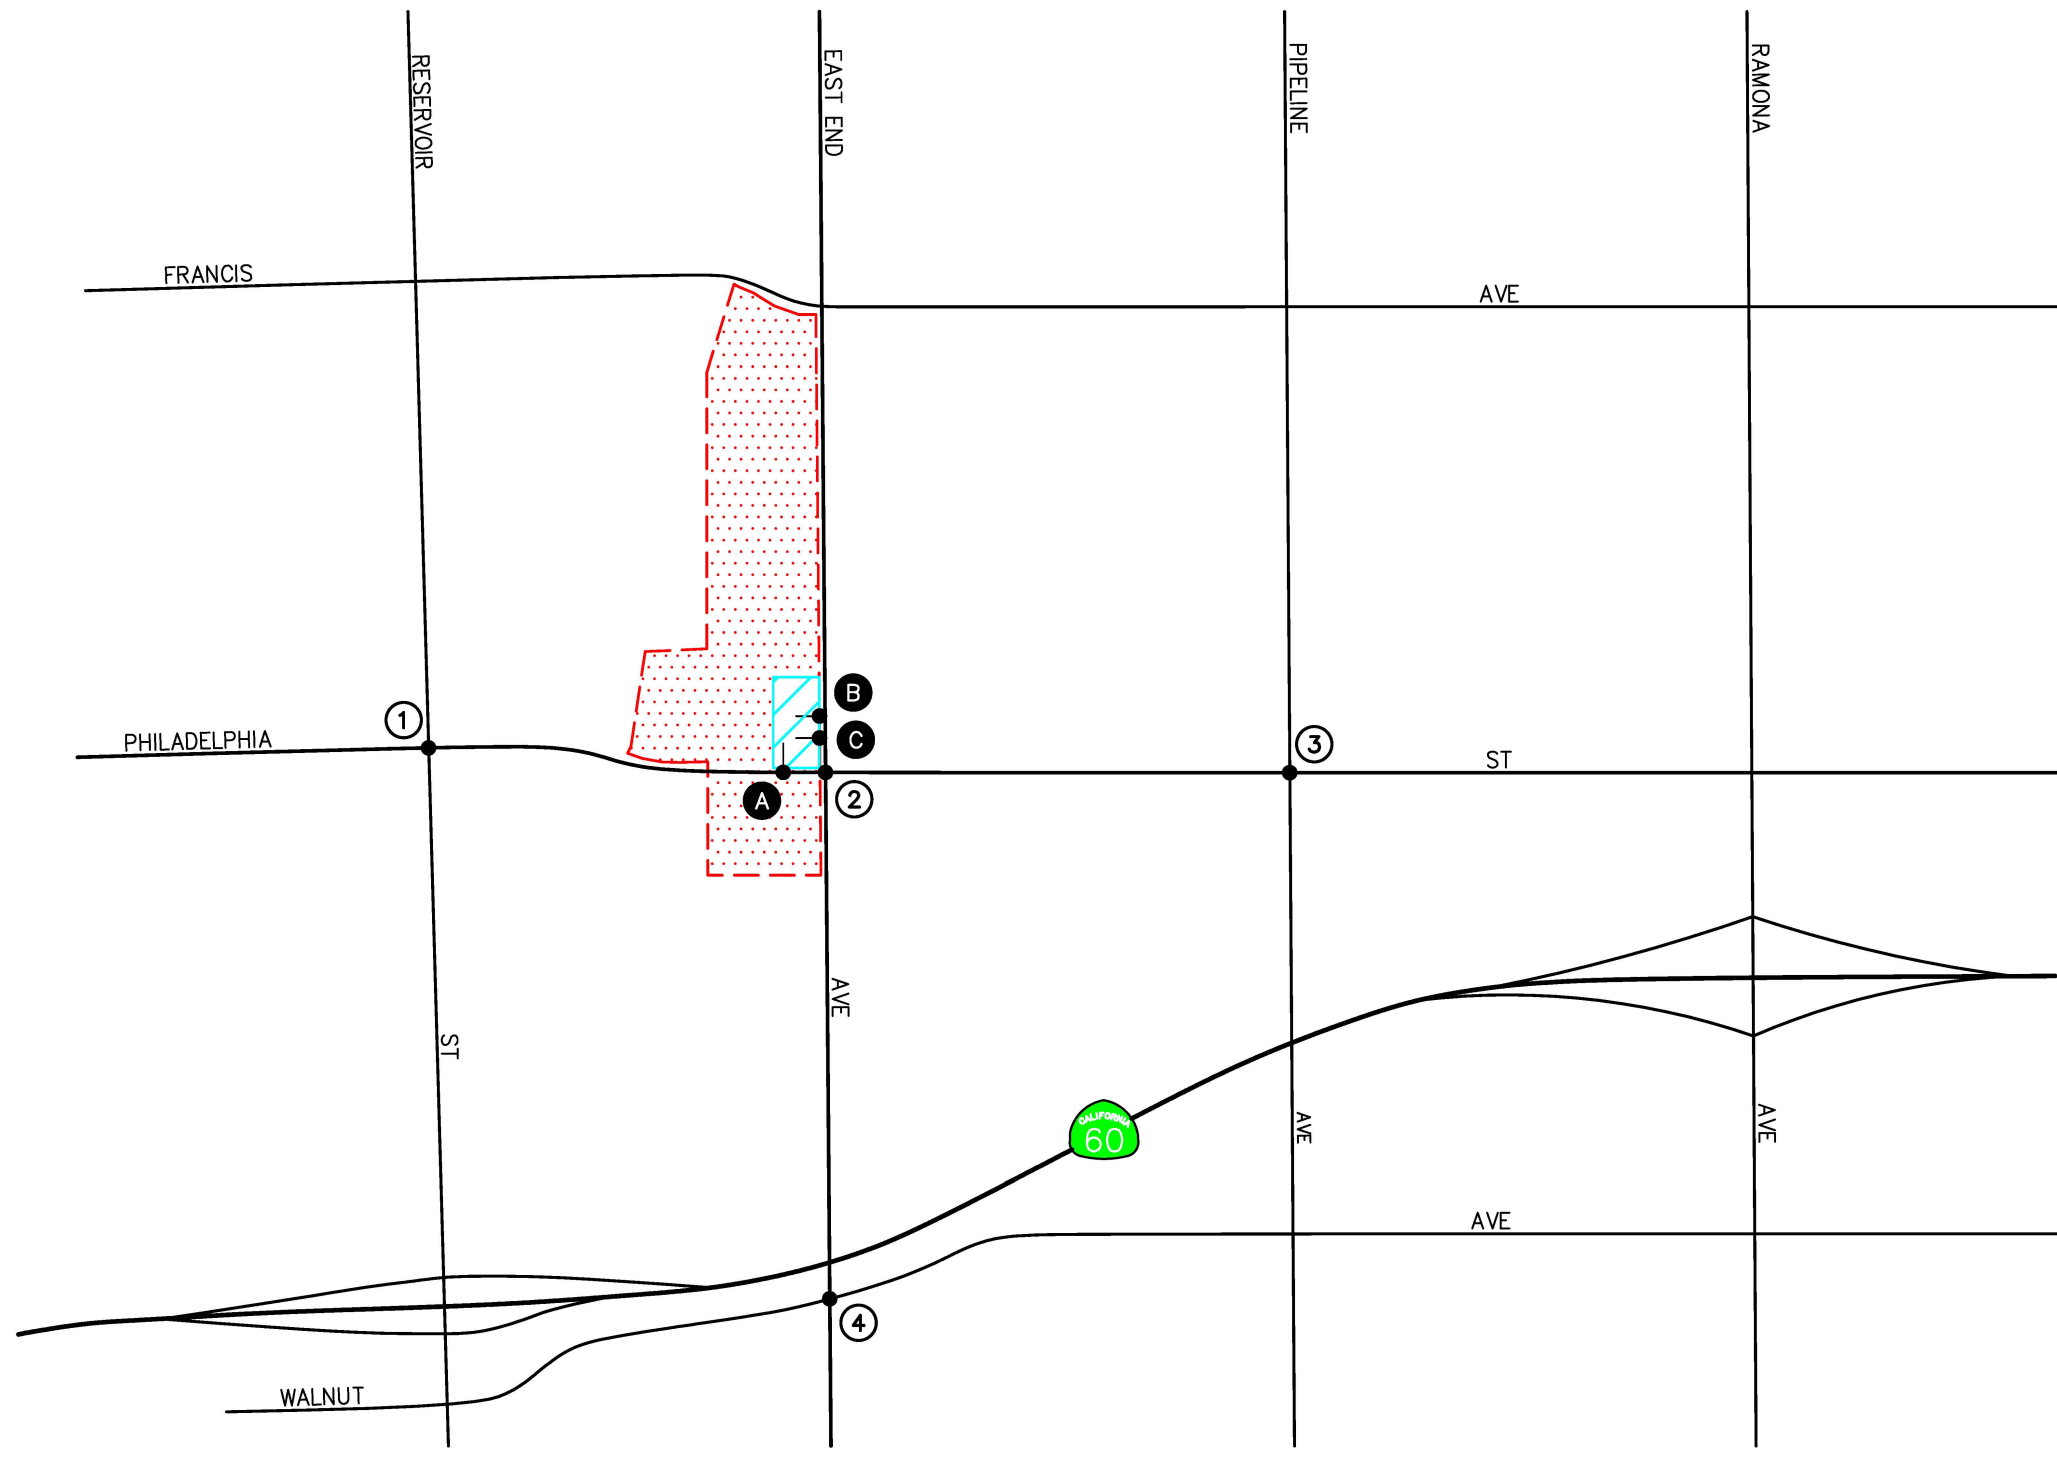 RESERVOIR
EAST END
PIPELINE
RAMONA
FRANCIS
AVE
B
1
PHILADELPHIA
C
3
ST
A
2
AVE
ST
CALIFORNIA
60
AVE
AVE
AVE
4
WALNUT